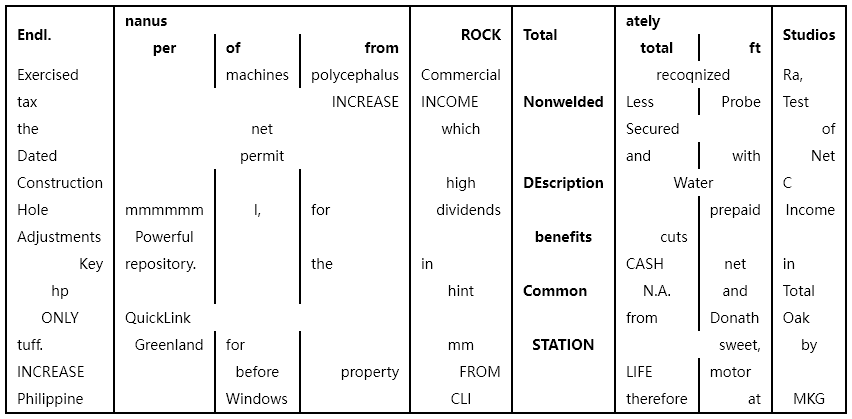 Endl. nanus ROCK Total ately Studios
per of from total ft
Exercised machines polycephalus Commercial recoqnized Ra,
tax INCREASE INCOME Nonwelded Less Probe Test
the net which Secured of
Dated permit and with Net
Construction high DEscription Water C
Hole mmmmmm I, for dividends prepaid Income
Adjustments Powerful benefits cuts
Key repository. the in CASH net in
hp hint Common N.A. and Total
ONLY QuickLink from Donath Oak
tuff. Greenland for mm STATION sweet, by
INCREASE before property FROM LIFE motor
Philippine Windows CLI therefore at MKG